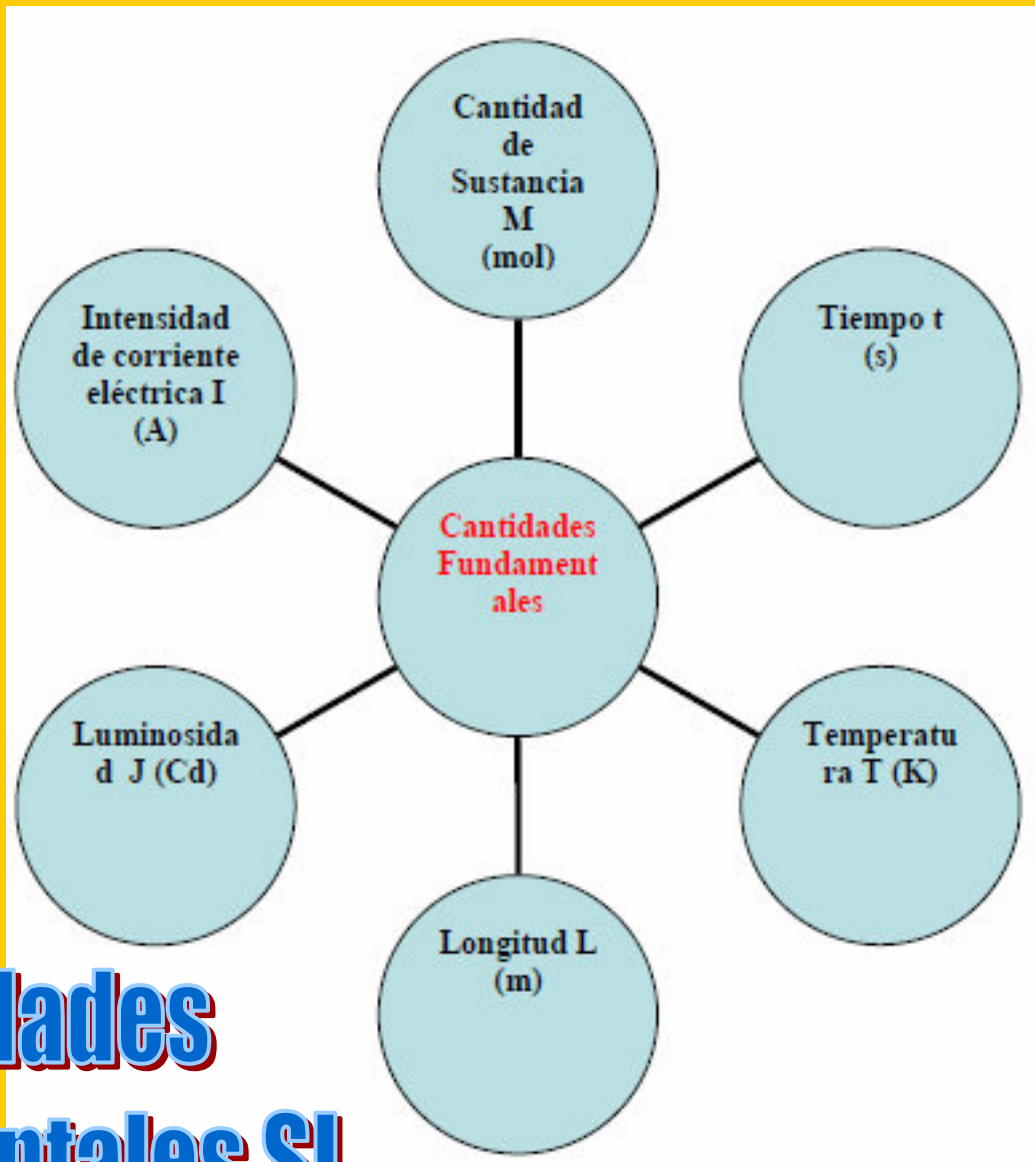 Cantidad
de
Sustancia
M
(mol)
Intensidad
de corriente
eléctrica I
(A)
Tiempo t
(s)
Cantidades
Fundament
ales
Luminosida
d J (Cd)
Temperatu
ra T (K)
Longitud L
(m)
dades
ntales SI